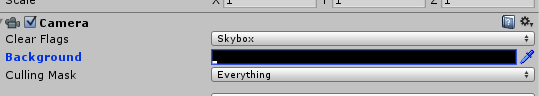 Scale X 1 Y 1 Z 1
Camera
Clear Flags Skybox
Background
Culling Mask Everything